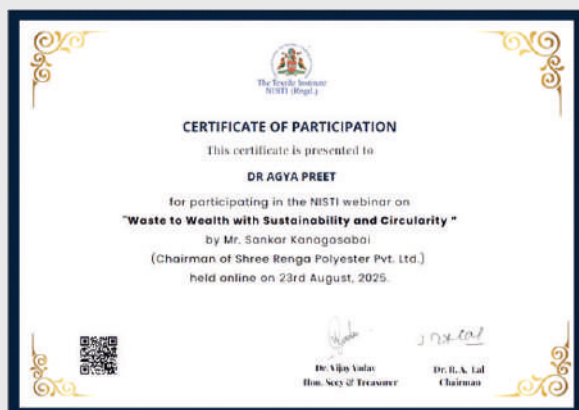 The Textile Institute
NISTI (Regd.)
CERTIFICATE OF PARTICIPATION
This certificate is presented to
DR AGYA PREET
for participating in the NISTI webinar on
"Waste to Wealth with Sustainability and Circularity "
by Mr. Sankar Kanagasabai
(Chairman of Shree Renga Polyester Pvt. Ltd.)
held online on 23rd August, 2025.
Dr. Vijay Yadav
Hon. Secy & Treasurer
Dr. R.A. Lal
Chairman